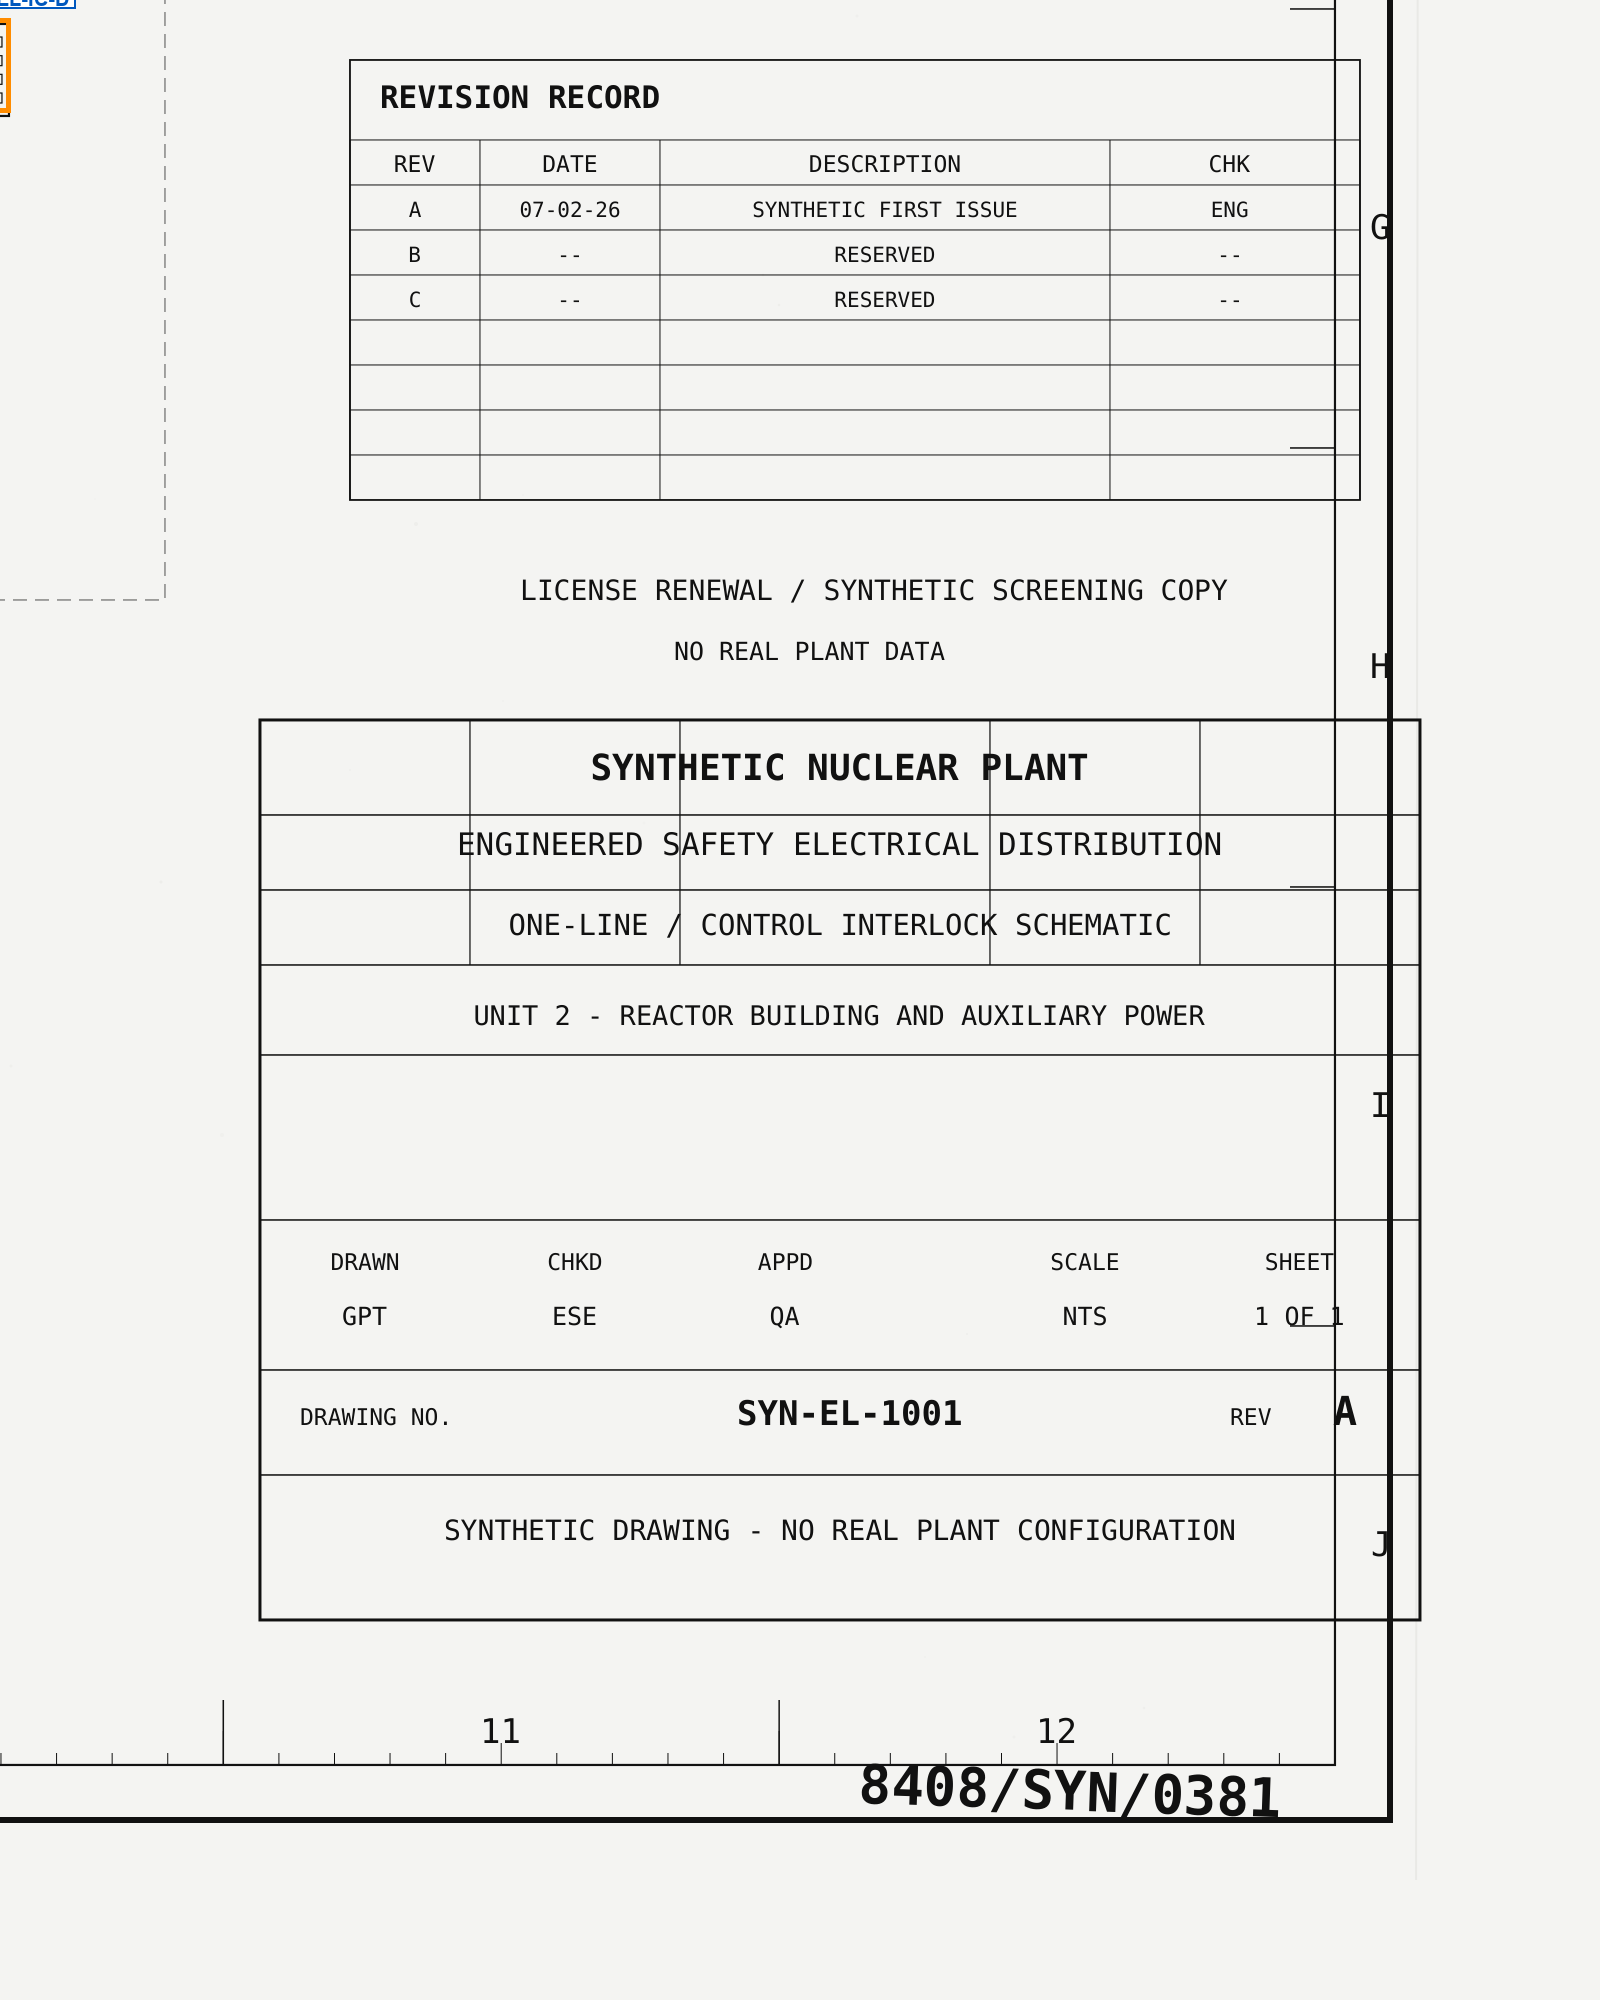 REVISION RECORD
REV DATE DESCRIPTION CHK
A 07-02-26 SYNTHETIC FIRST ISSUE ENG
G
B -- RESERVED --
C -- RESERVED --
LICENSE RENEWAL / SYNTHETIC SCREENING COPY
NO REAL PLANT DATA
H
SYNTHETIC NUCLEAR PLANT
ENGINEERED SAFETY ELECTRICAL DISTRIBUTION
ONE-LINE / CONTROL INTERLOCK SCHEMATIC
UNIT 2 - REACTOR BUILDING AND AUXILIARY POWER
I
DRAWN CHKD APPD SCALE SHEET
GPT ESE QA NTS 1 OF 1
DRAWING NO. SYN-EL-1001 REV A
SYNTHETIC DRAWING - NO REAL PLANT CONFIGURATION
J
11 12
8408/SYN/0381